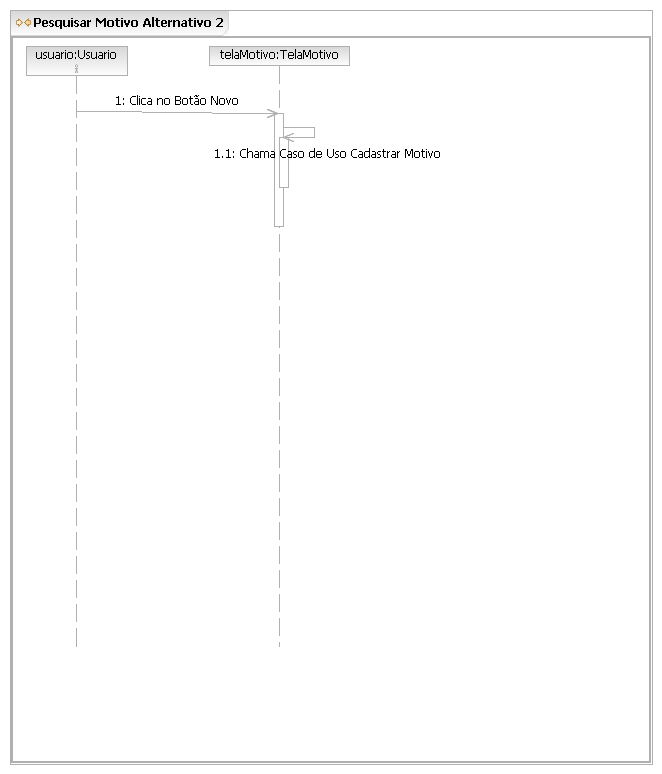 Pesquisar Motivo Alternativo 2
usuario:Usuario
telaMotivo:TelaMotivo
1: Clica no Botão Novo
1.1: Chama Caso de Uso Cadastrar Motivo